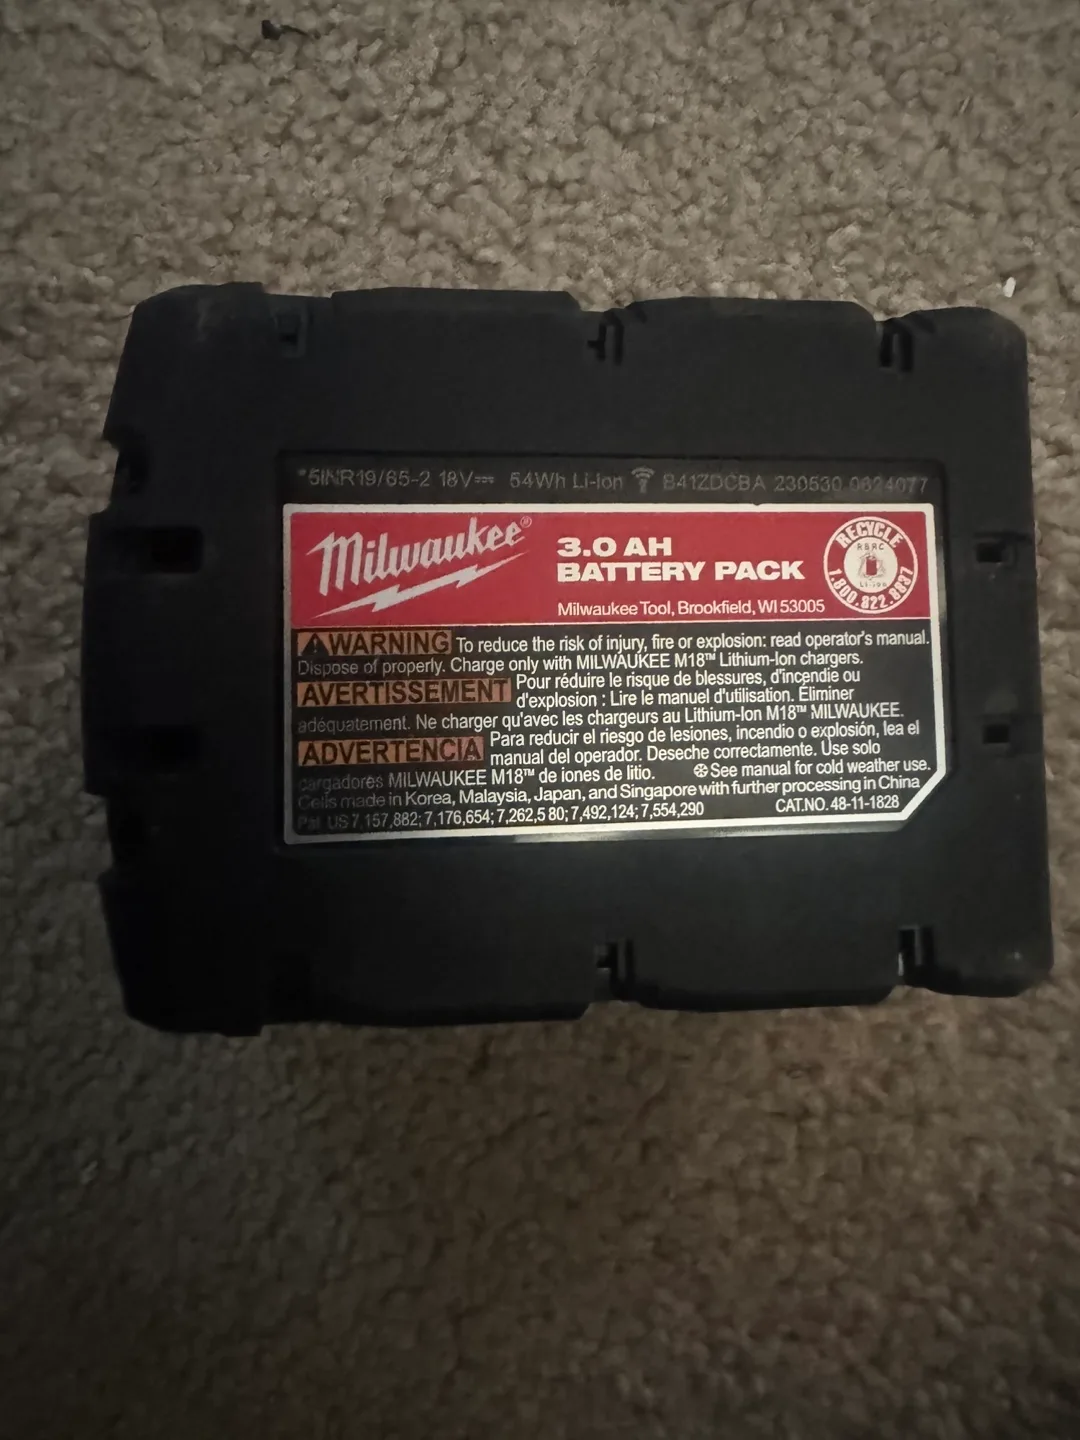 *5INR19/65-2 18V⎓ 54Wh Li-Ion B41ZDCBA 230530 0624077
Milwaukee®
3.0 AH
BATTERY PACK
Milwaukee Tool, Brookfield, WI 53005
RECYCLE
RBRC
Li-ion
1.800.822.8837
WARNING To reduce the risk of injury, fire or explosion: read operator's manual.
Dispose of properly. Charge only with MILWAUKEE M18™ Lithium-Ion chargers.
AVERTISSEMENT Pour réduire le risque de blessures, d'incendie ou
d'explosion : Lire le manuel d'utilisation. Éliminer
adéquatement. Ne charger qu'avec les chargeurs au Lithium-Ion M18™ MILWAUKEE.
ADVERTENCIA Para reducir el riesgo de lesiones, incendio o explosión, lea el
manual del operador. Deseche correctamente. Use solo
cargadores MILWAUKEE M18™ de iones de litio. See manual for cold weather use.
Cells made in Korea, Malaysia, Japan, and Singapore with further processing in China
Pat. US 7,157,882; 7,176,654; 7,262,580; 7,492,124; 7,554,290 CAT.NO. 48-11-1828